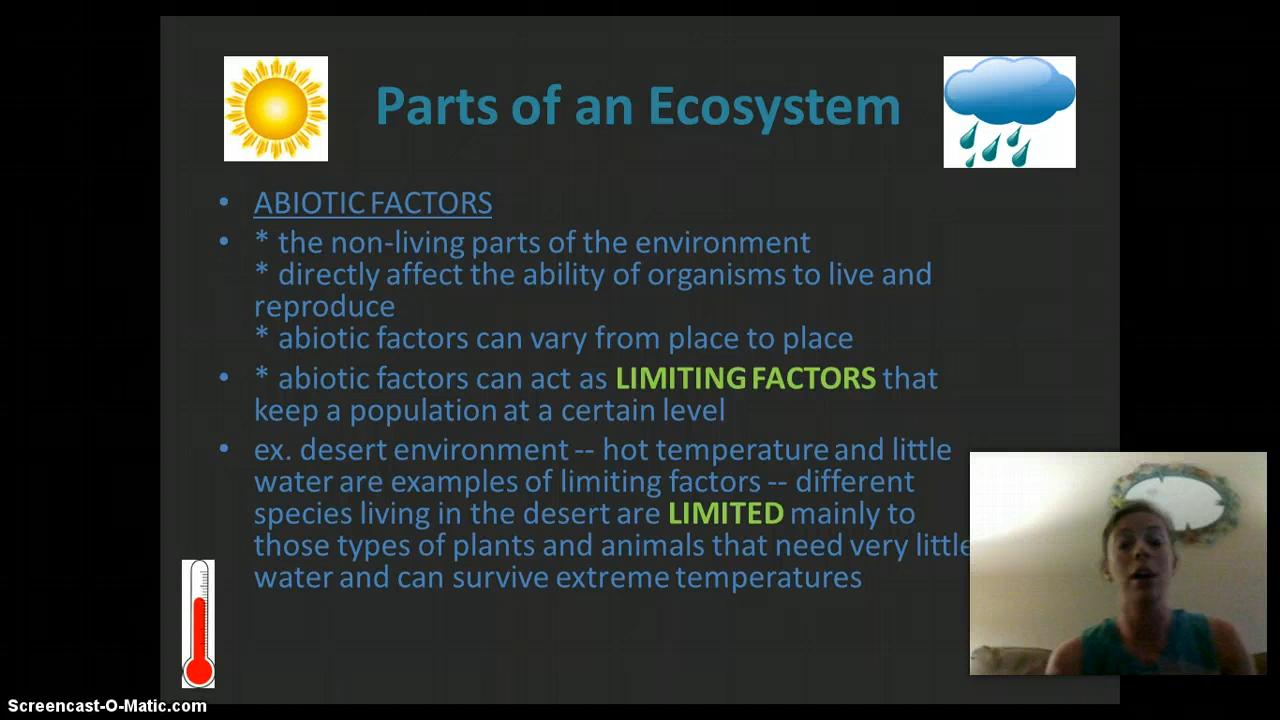 Parts of an Ecosystem
• ABIOTIC FACTORS
• * the non-living parts of the environment
* directly affect the ability of organisms to live and
reproduce
* abiotic factors can vary from place to place
• * abiotic factors can act as LIMITING FACTORS that
keep a population at a certain level
• ex. desert environment -- hot temperature and little
water are examples of limiting factors -- different
species living in the desert are LIMITED mainly to
those types of plants and animals that need very little
water and can survive extreme temperatures
Screencast-O-Matic.com